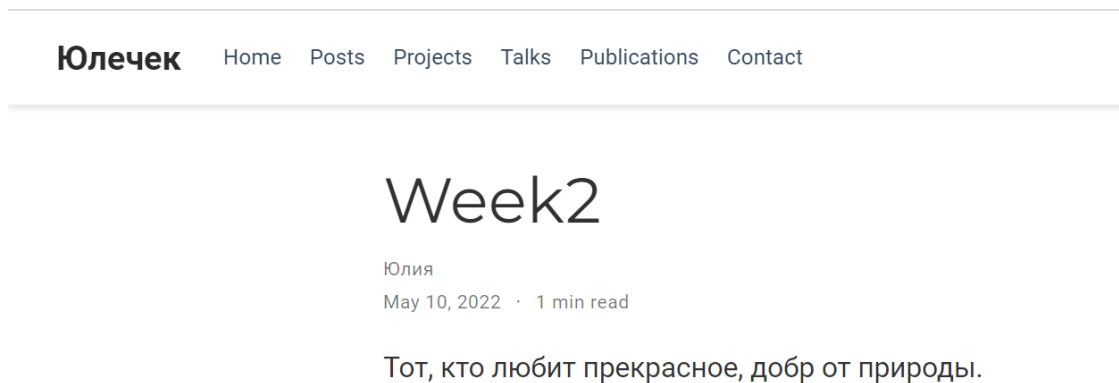 Юлечек Home Posts Projects Talks Publications Contact
Week2
Юлия
May 10, 2022 · 1 min read
Тот, кто любит прекрасное, добр от природы.